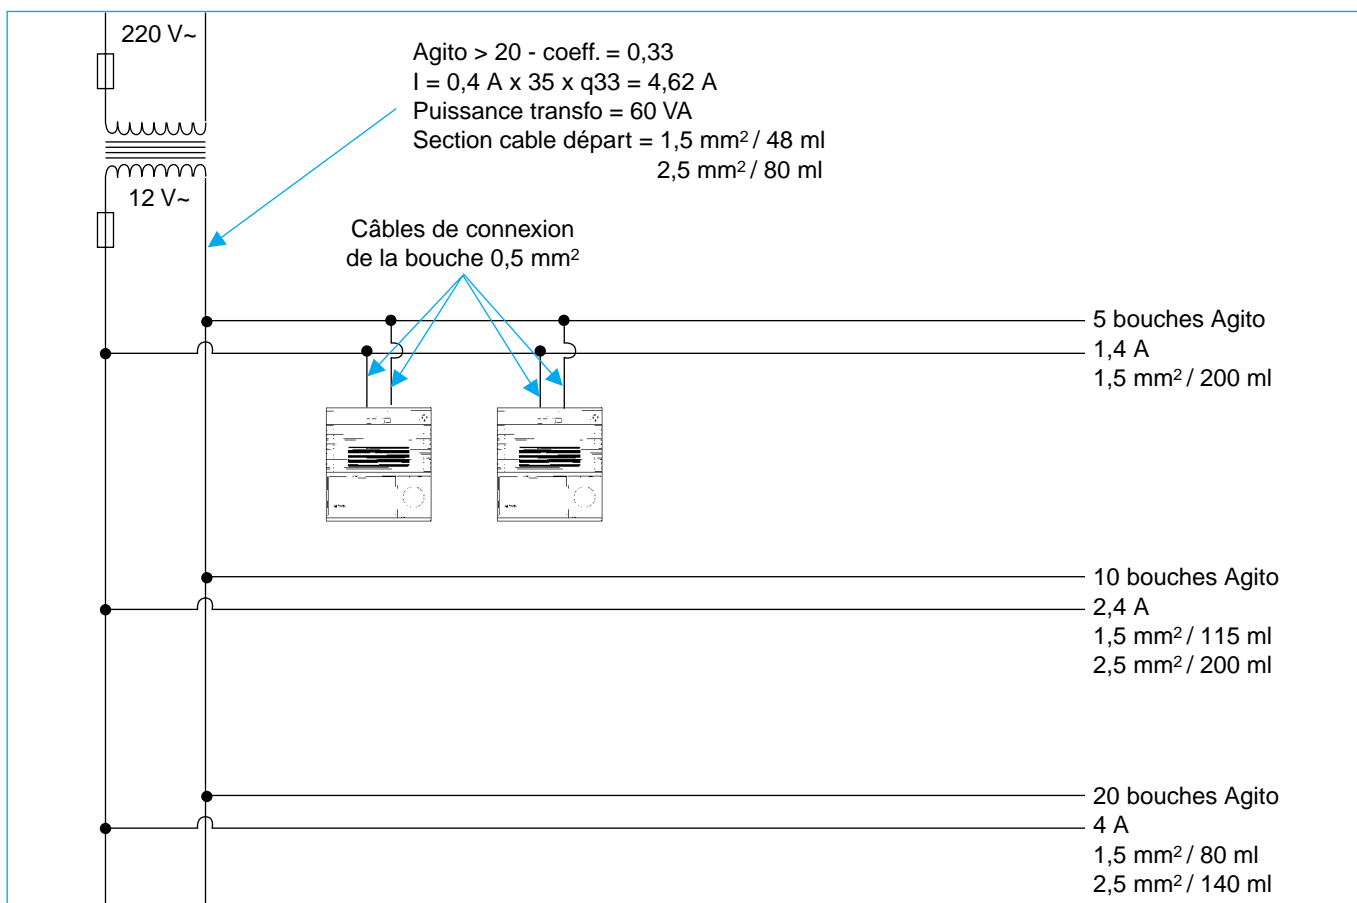 220 V~
Agito > 20 - coeff. = 0,33
I = 0,4 A x 35 x q33 = 4,62 A
Puissance transfo = 60 VA
Section cable départ = 1,5 mm² / 48 ml
2,5 mm² / 80 ml
12 V~
Câbles de connexion
de la bouche 0,5 mm²
5 bouches Agito
1,4 A
1,5 mm² / 200 ml
10 bouches Agito
2,4 A
1,5 mm² / 115 ml
2,5 mm² / 200 ml
20 bouches Agito
4 A
1,5 mm² / 80 ml
2,5 mm² / 140 ml